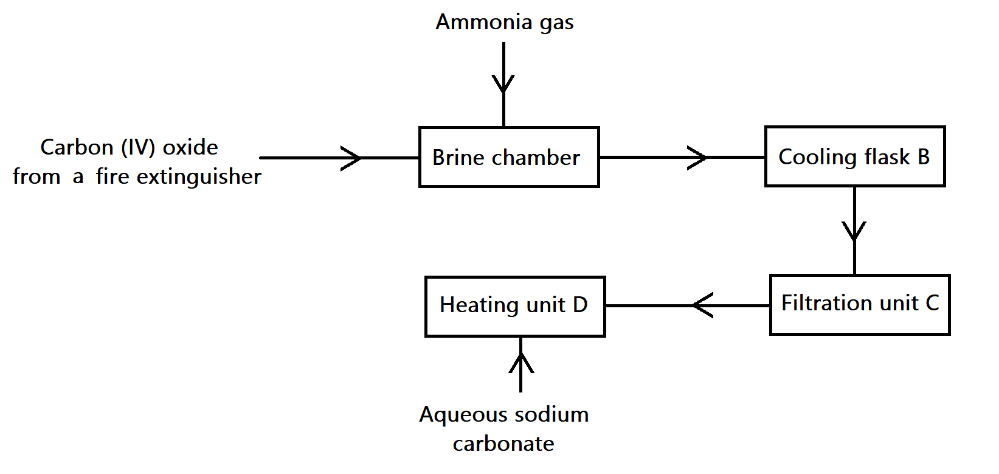 Ammonia gas
Carbon (IV) oxide
from a fire extinguisher
Brine chamber
Cooling flask B
Heating unit D
Filtration unit C
Aqueous sodium
carbonate